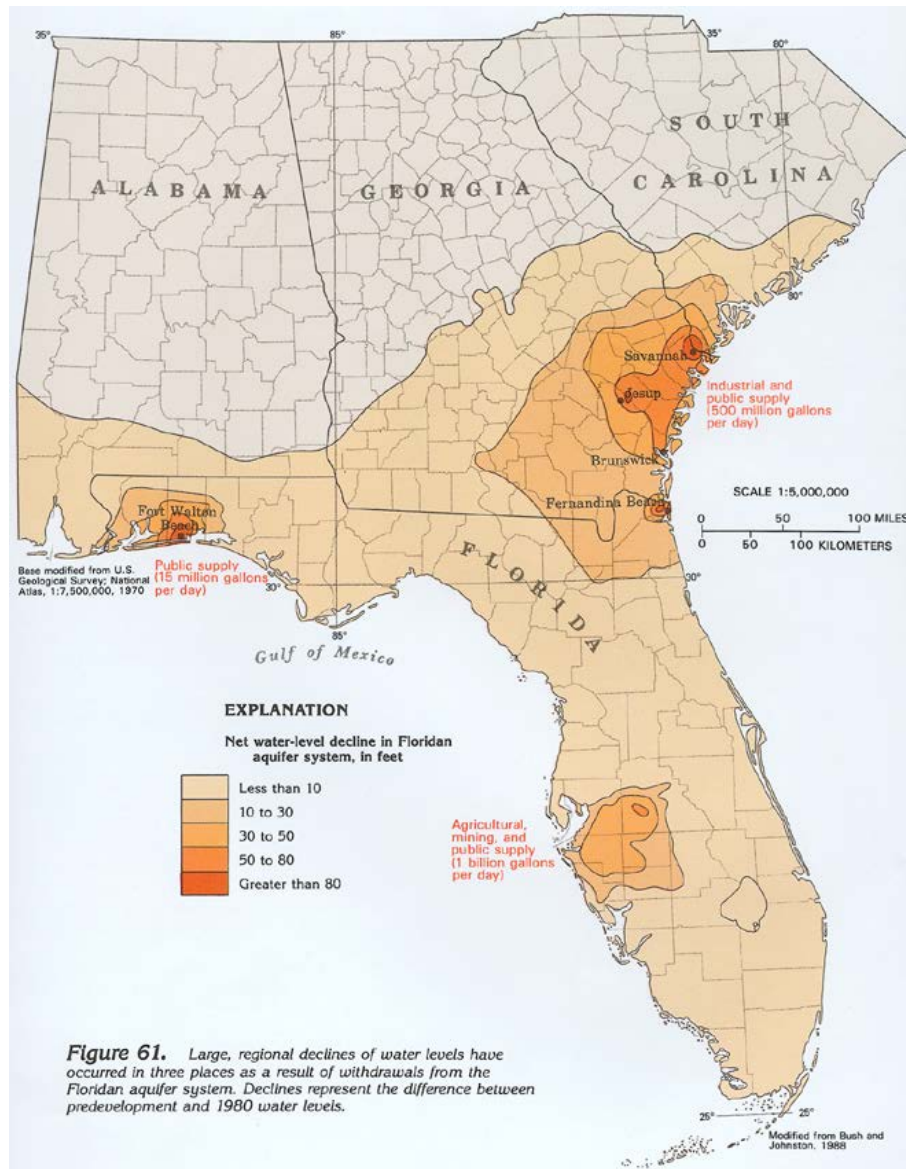 35°
85°
35°
80°
SOUTH
CAROLINA
ALABAMA
GEORGIA
80°
Savannah
Jesup
Industrial and
public supply
(500 million gallons
per day)
Brunswick
Fernandina Beach
SCALE 1:5,000,000
0 50 100 MILES
0 50 100 KILOMETERS
Fort Walton
Beach
Base modified from U.S.
Geological Survey; National
Atlas, 1:7,500,000, 1970
Public supply
(15 million gallons
per day)
30°
30°
FLORIDA
85°
Gulf of Mexico
EXPLANATION
Net water-level decline in Floridan
aquifer system, in feet
Less than 10
10 to 30
30 to 50
50 to 80
Greater than 80
Agricultural,
mining, and
public supply
(1 billion gallons
per day)
Figure 61. Large, regional declines of water levels have
occurred in three places as a result of withdrawals from the
Floridan aquifer system. Declines represent the difference between
predevelopment and 1980 water levels.
25°
25°
Modified from Bush and
Johnston, 1988